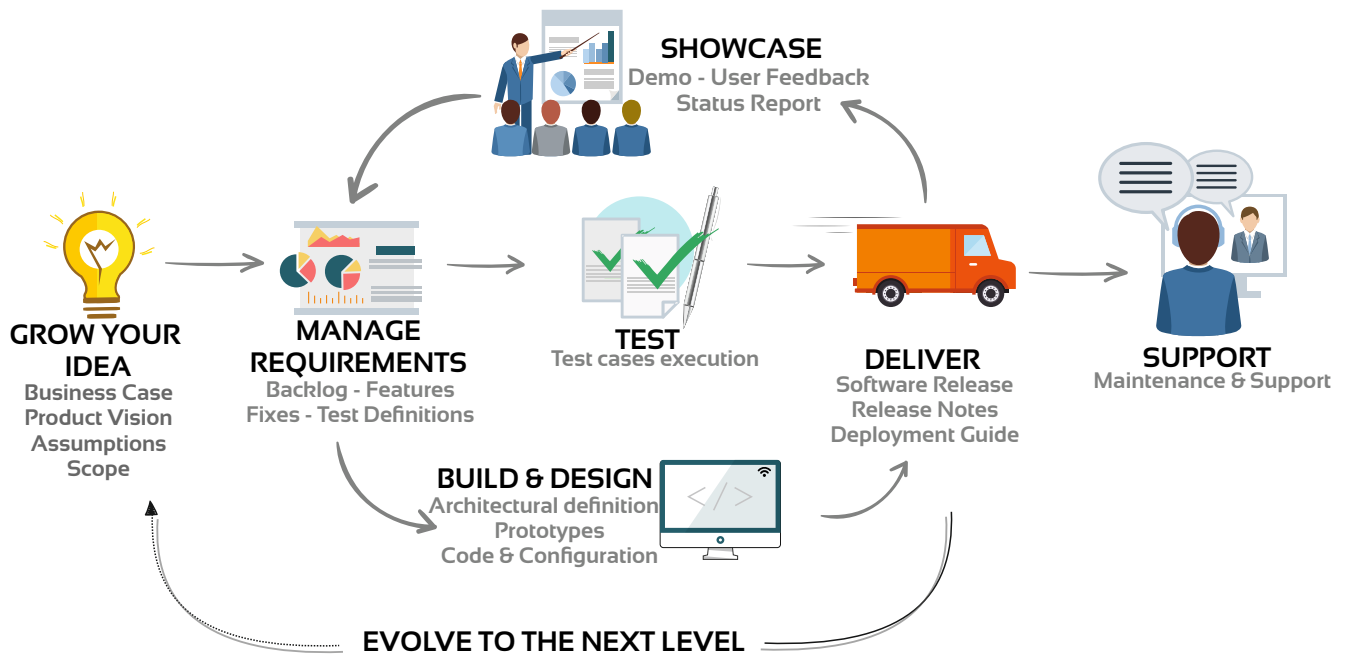 SHOWCASE
Demo - User Feedback
Status Report
GROW YOUR
IDEA
Business Case
Product Vision
Assumptions
Scope
MANAGE
REQUIREMENTS
Backlog - Features
Fixes - Test Definitions
TEST
Test cases execution
DELIVER
Software Release
Release Notes
Deployment Guide
SUPPORT
Maintenance & Support
BUILD & DESIGN
Architectural definition
Prototypes
Code & Configuration
</>
EVOLVE TO THE NEXT LEVEL